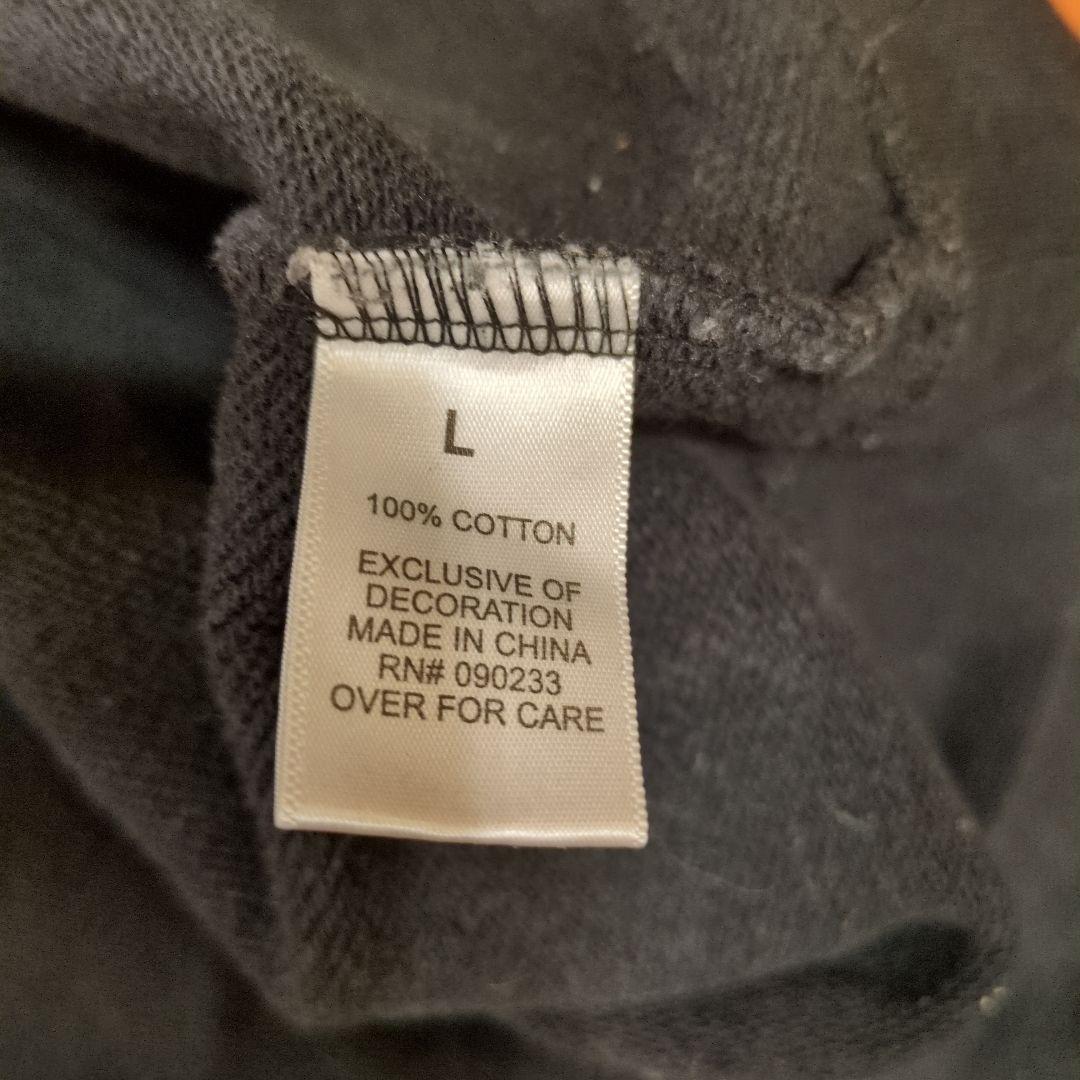 L
100% COTTON
EXCLUSIVE OF
DECORATION
MADE IN CHINA
RN# 090233
OVER FOR CARE